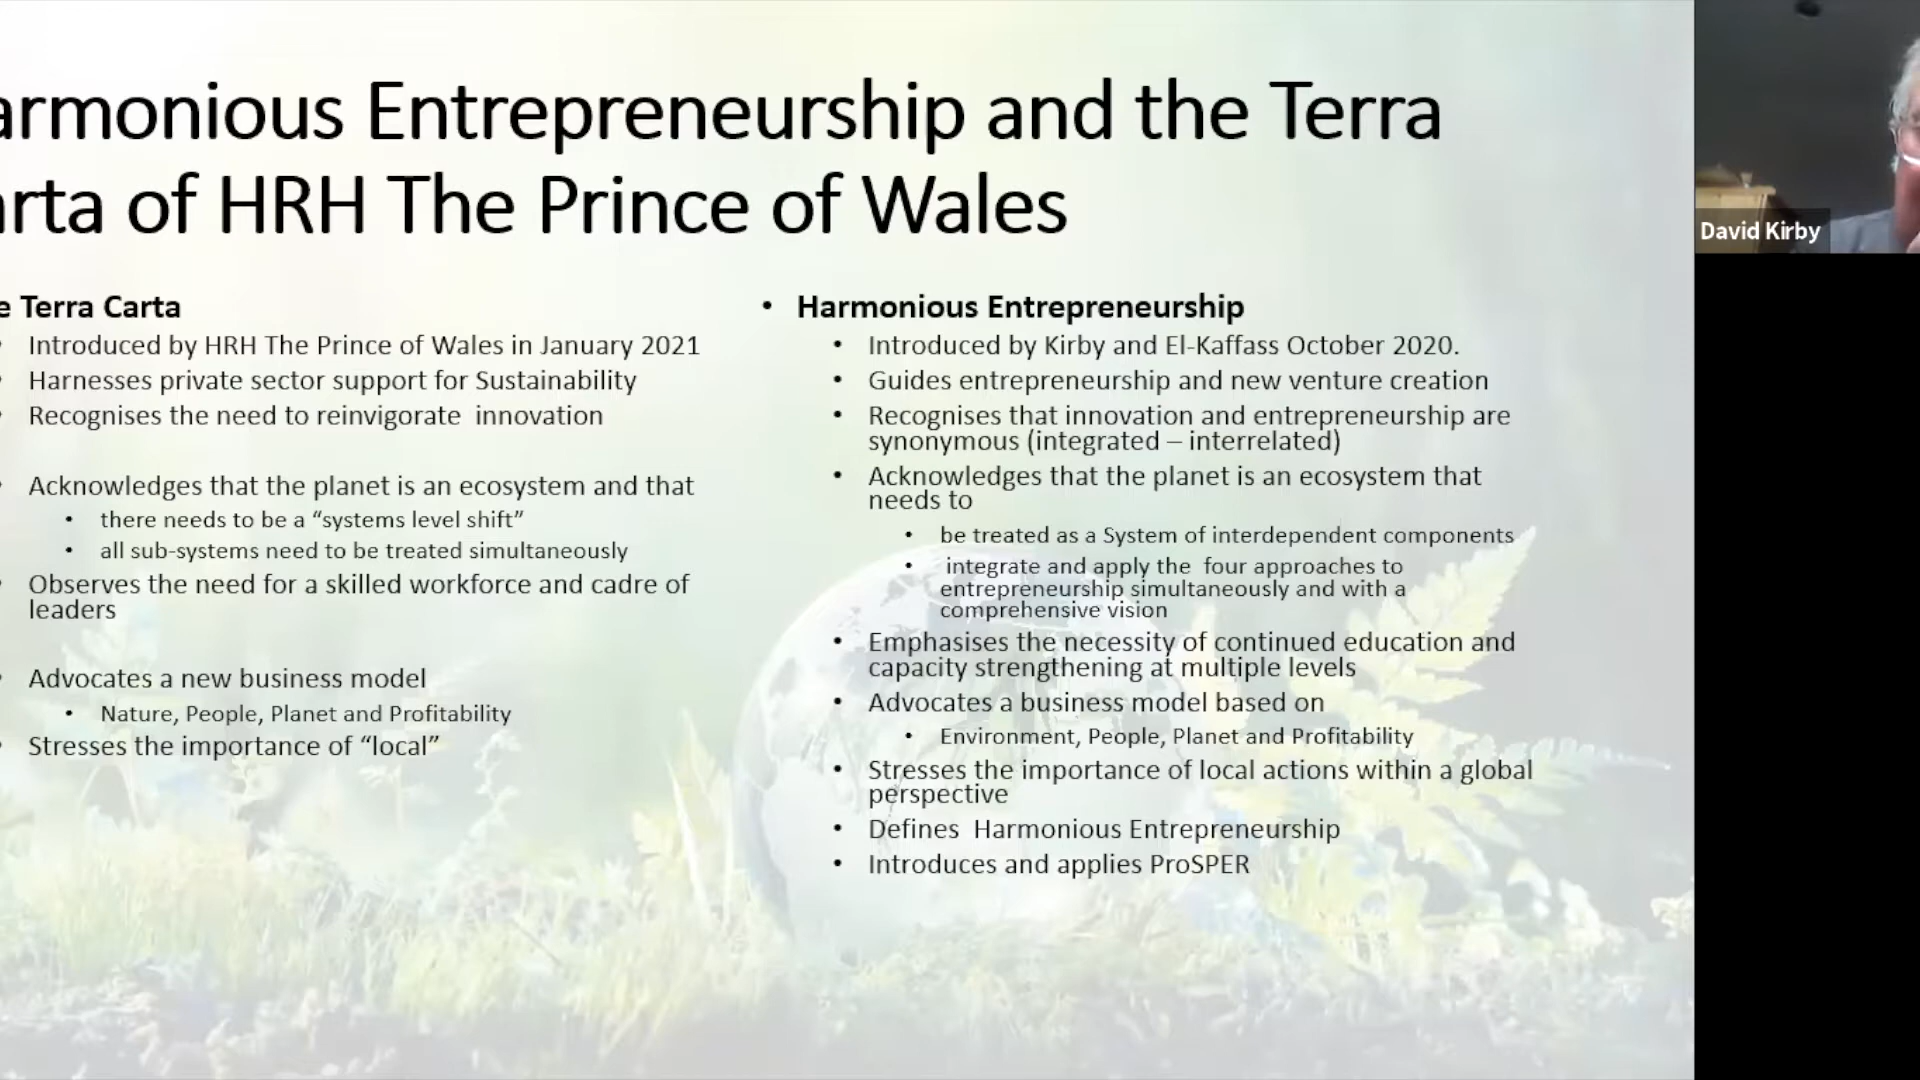 armonious Entrepreneurship and the Terra
arta of HRH The Prince of Wales
e Terra Carta
Introduced by HRH The Prince of Wales in January 2021
Harnesses private sector support for Sustainability
Recognises the need to reinvigorate innovation
Acknowledges that the planet is an ecosystem and that
• there needs to be a “systems level shift”
• all sub-systems need to be treated simultaneously
Observes the need for a skilled workforce and cadre of
leaders
Advocates a new business model
• Nature, People, Planet and Profitability
Stresses the importance of “local”
• Harmonious Entrepreneurship
• Introduced by Kirby and El-Kaffass October 2020.
• Guides entrepreneurship and new venture creation
• Recognises that innovation and entrepreneurship are
synonymous (integrated – interrelated)
• Acknowledges that the planet is an ecosystem that
needs to
• be treated as a System of interdependent components
• integrate and apply the four approaches to
entrepreneurship simultaneously and with a
comprehensive vision
• Emphasises the necessity of continued education and
capacity strengthening at multiple levels
• Advocates a business model based on
• Environment, People, Planet and Profitability
• Stresses the importance of local actions within a global
perspective
• Defines Harmonious Entrepreneurship
• Introduces and applies ProSPER
David Kirby